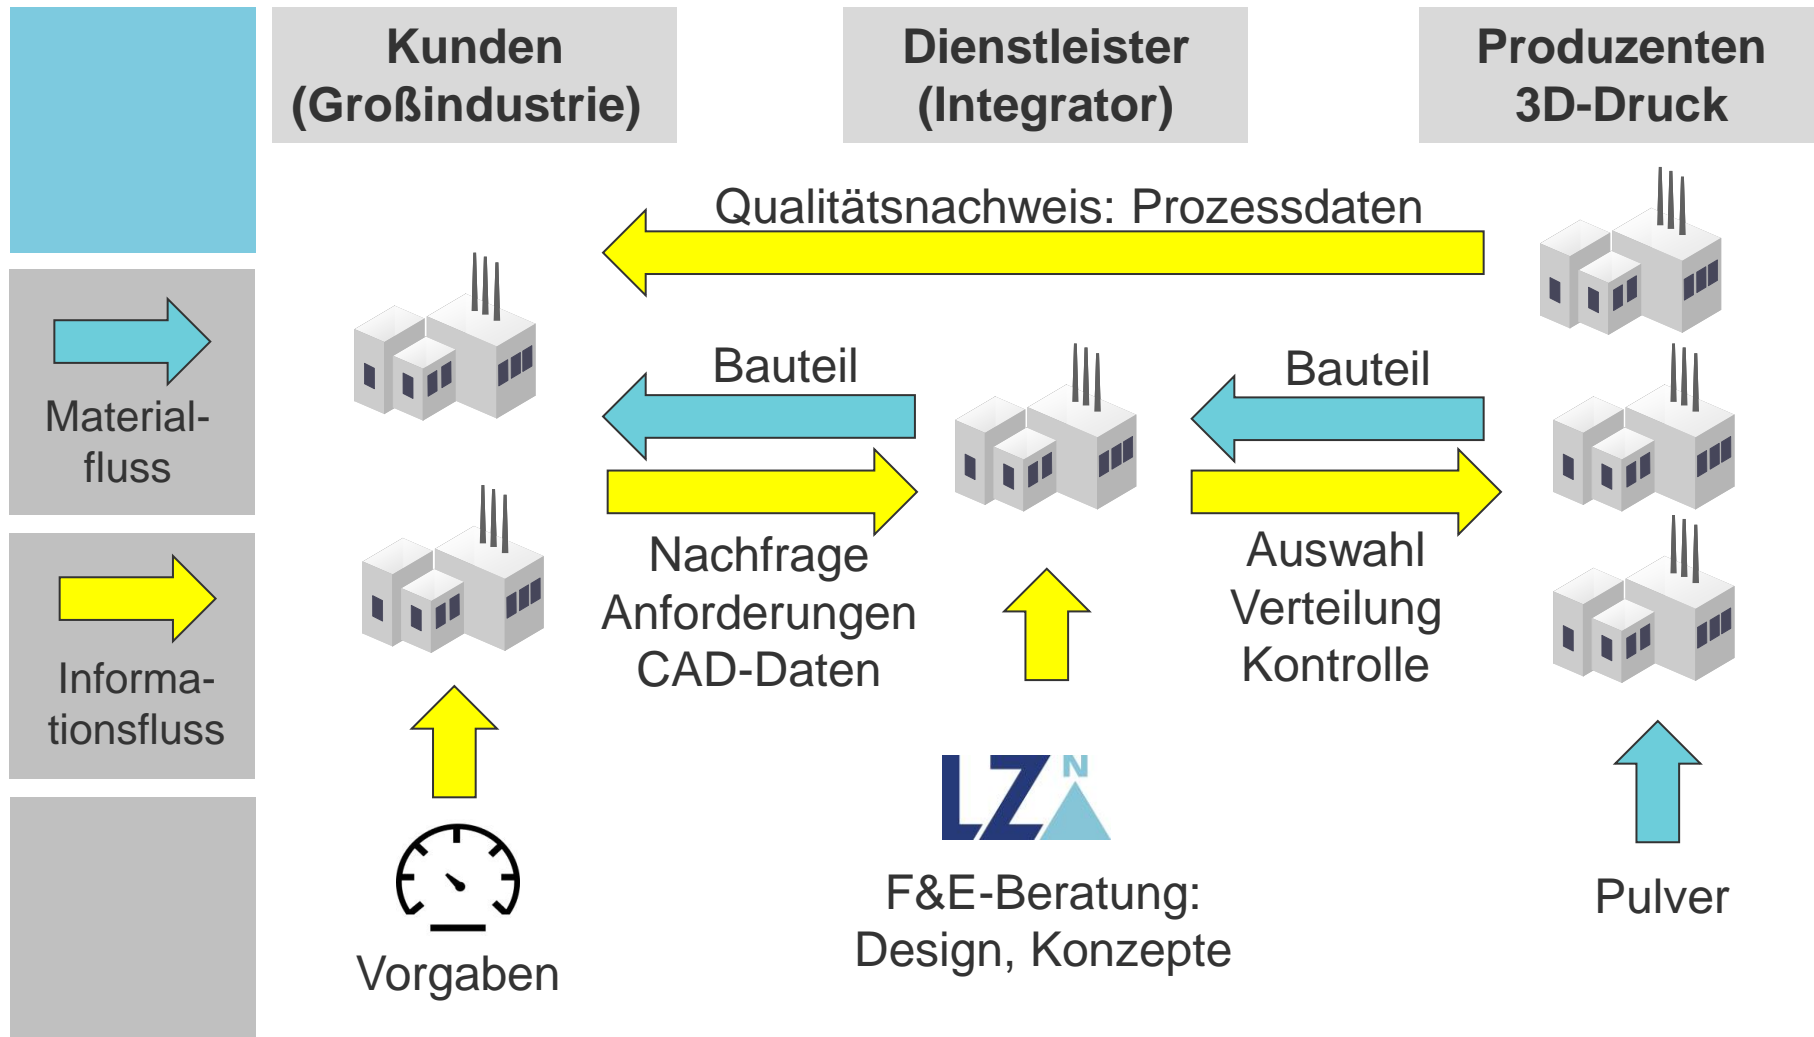 Kunden
(Großindustrie)
Dienstleister
(Integrator)
Produzenten
3D-Druck
Qualitätsnachweis: Prozessdaten
Material-
fluss
Bauteil
Bauteil
Nachfrage
Anforderungen
CAD-Daten
Auswahl
Verteilung
Kontrolle
Informa-
tionsfluss
LZN
F&E-Beratung:
Design, Konzepte
Pulver
Vorgaben